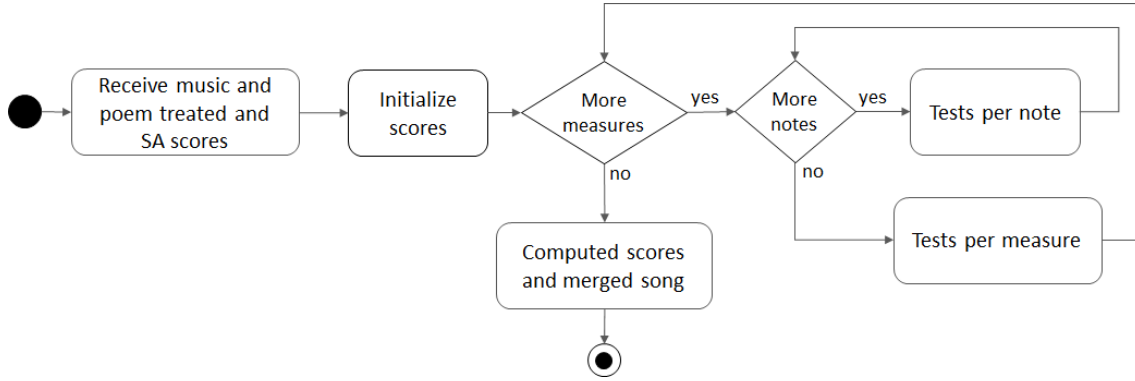 Receive music and
poem treated and
SA scores
Initialize
scores
More
measures
yes
More
notes
yes
Tests per note
no
no
Tests per measure
Computed scores
and merged song